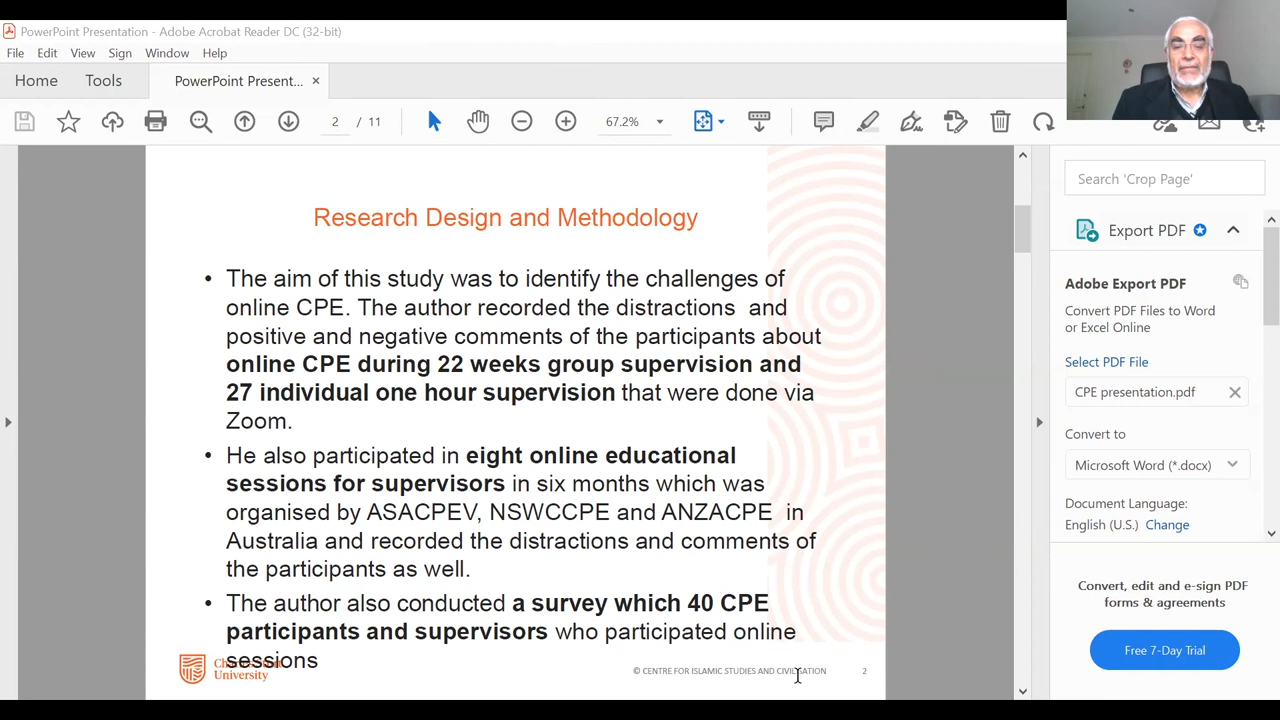 PowerPoint Presentation - Adobe Acrobat Reader DC (32-bit)
File Edit View Sign Window Help
Home Tools PowerPoint Present... ×
2 / 11 67.2%
Research Design and Methodology
• The aim of this study was to identify the challenges of
online CPE. The author recorded the distractions and
positive and negative comments of the participants about
online CPE during 22 weeks group supervision and
27 individual one hour supervision that were done via
Zoom.
• He also participated in eight online educational
sessions for supervisors in six months which was
organised by ASACPEV, NSWCCPE and ANZACPE in
Australia and recorded the distractions and comments of
the participants as well.
• The author also conducted a survey which 40 CPE
participants and supervisors who participated online
sessions
University
© CENTRE FOR ISLAMIC STUDIES AND CIVILISATION 2
Search 'Crop Page'
Export PDF
Adobe Export PDF
Convert PDF Files to Word
or Excel Online
Select PDF File
CPE presentation.pdf
Convert to
Microsoft Word (*.docx)
Document Language:
English (U.S.) Change
Convert, edit and e-sign PDF
forms & agreements
Free 7-Day Trial